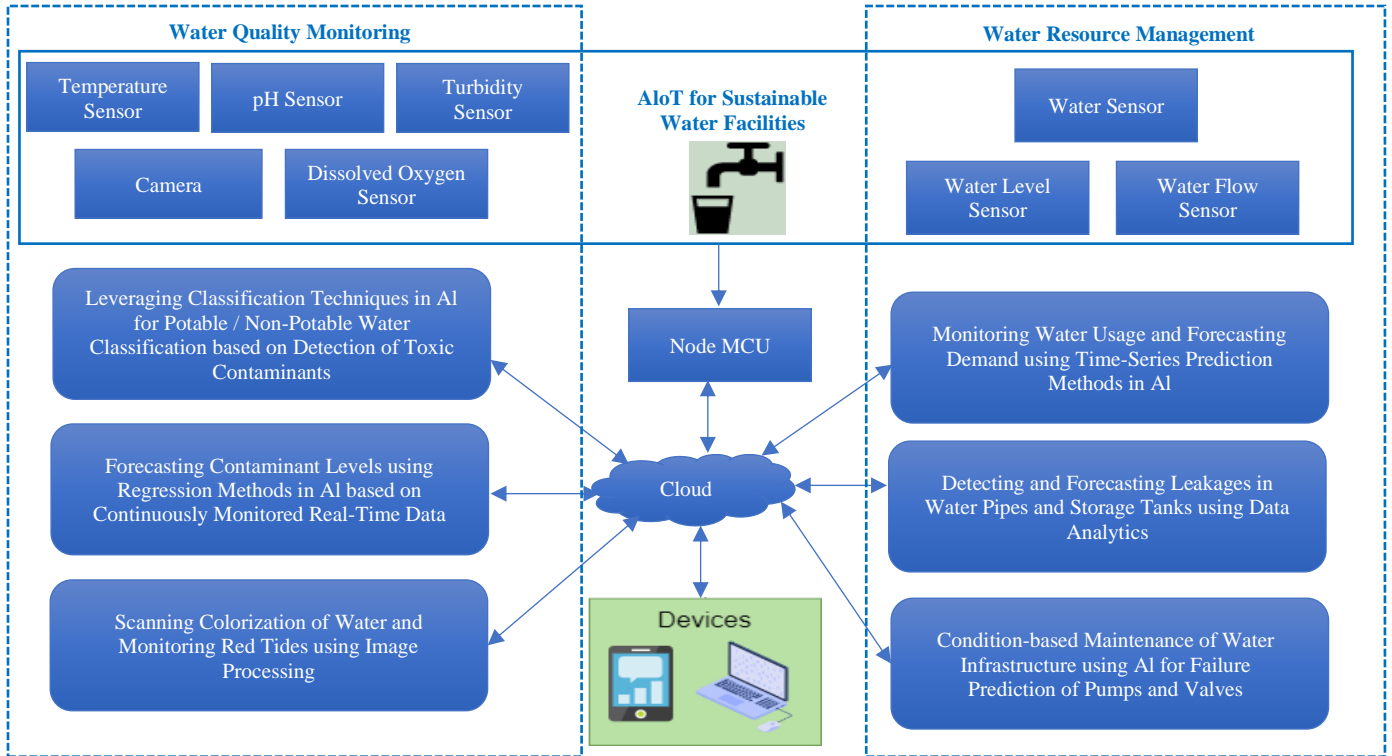 Water Quality Monitoring
Water Resource Management
Temperature
Sensor
pH Sensor
Turbidity
Sensor
Camera
Dissolved Oxygen
Sensor
AIoT for Sustainable
Water Facilities
Water Sensor
Water Level
Sensor
Water Flow
Sensor
Leveraging Classification Techniques in AI
for Potable / Non-Potable Water
Classification based on Detection of Toxic
Contaminants
Node MCU
Monitoring Water Usage and Forecasting
Demand using Time-Series Prediction
Methods in AI
Forecasting Contaminant Levels using
Regression Methods in AI based on
Continuously Monitored Real-Time Data
Cloud
Detecting and Forecasting Leakages in
Water Pipes and Storage Tanks using Data
Analytics
Scanning Colorization of Water and
Monitoring Red Tides using Image
Processing
Devices
Condition-based Maintenance of Water
Infrastructure using AI for Failure
Prediction of Pumps and Valves